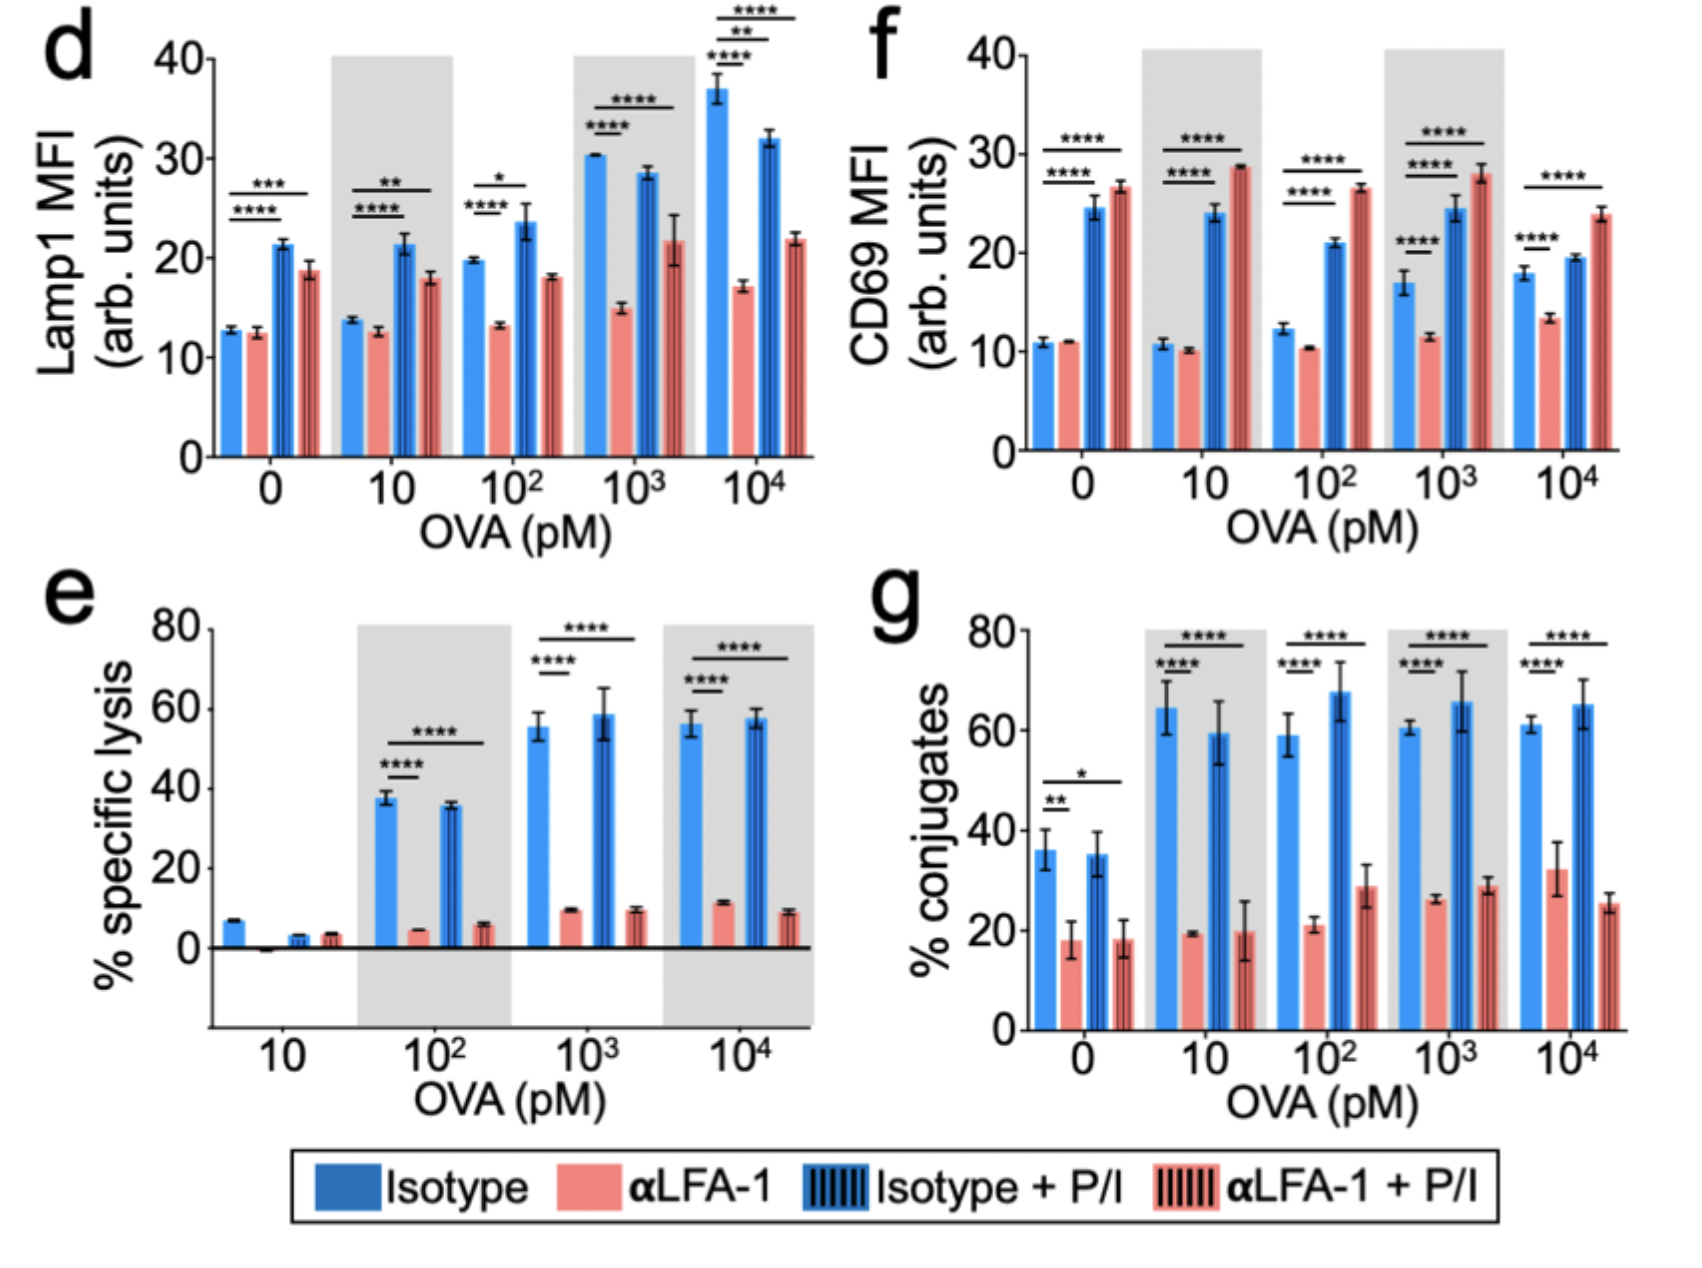 d
Lamp1 MFI
(arb. units)
40
30
20
10
0
*** ****
** ****
* ****
**** ****
**** ** ****
0 10 10² 10³ 10⁴
OVA (pM)
f
CD69 MFI
(arb. units)
40
30
20
10
0
**** ****
**** ****
**** ****
**** **** ****
**** ****
0 10 10² 10³ 10⁴
OVA (pM)
e
% specific lysis
80
60
40
20
0
**** ****
**** ****
**** ****
10 10² 10³ 10⁴
OVA (pM)
g
% conjugates
80
60
40
20
0
* **
**** ****
**** ****
**** ****
**** ****
0 10 10² 10³ 10⁴
OVA (pM)
Isotype αLFA-1 Isotype + P/I αLFA-1 + P/I